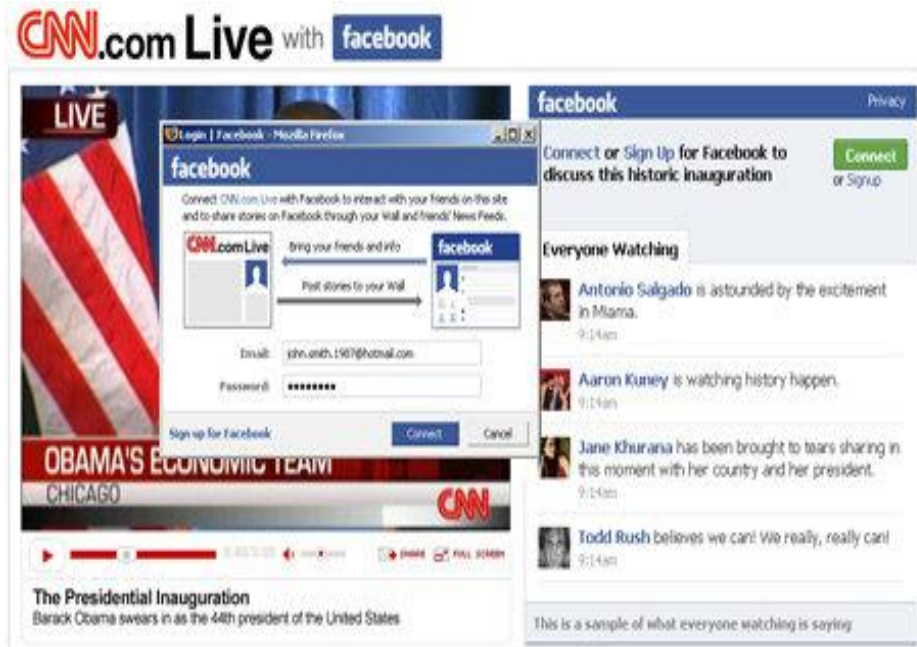 CNN.com Live with facebook
LIVE
Login | Facebook - Mozilla Firefox
facebook
Connect CNN.com Live with Facebook to interact with your friends on this site
and to share stories on Facebook through your Wall and friends' News Feeds.
CNN.com Live
Bring your friends and info
facebook
Post stories to your Wall
Email: john.smith.1987@hotmail.com
Password:
Sign up for Facebook
Connect
Cancel
OBAMA'S ECONOMIC TEAM
CHICAGO
CNN
SHARE
FULL SCREEN
The Presidential Inauguration
Barack Obama swears in as the 44th president of the United States
facebook
Privacy
Connect or Sign Up for Facebook to
discuss this historic inauguration
Connect
or Signup
Everyone Watching
Antonio Salgado is astounded by the excitement
in Miama.
9:14am
Aaron Kuney is watching history happen.
9:14am
Jane Khurana has been brought to tears sharing in
this moment with her country and her president.
9:14am
Todd Rush believes we can! We really, really can!
9:14am
This is a sample of what everyone watching is saying